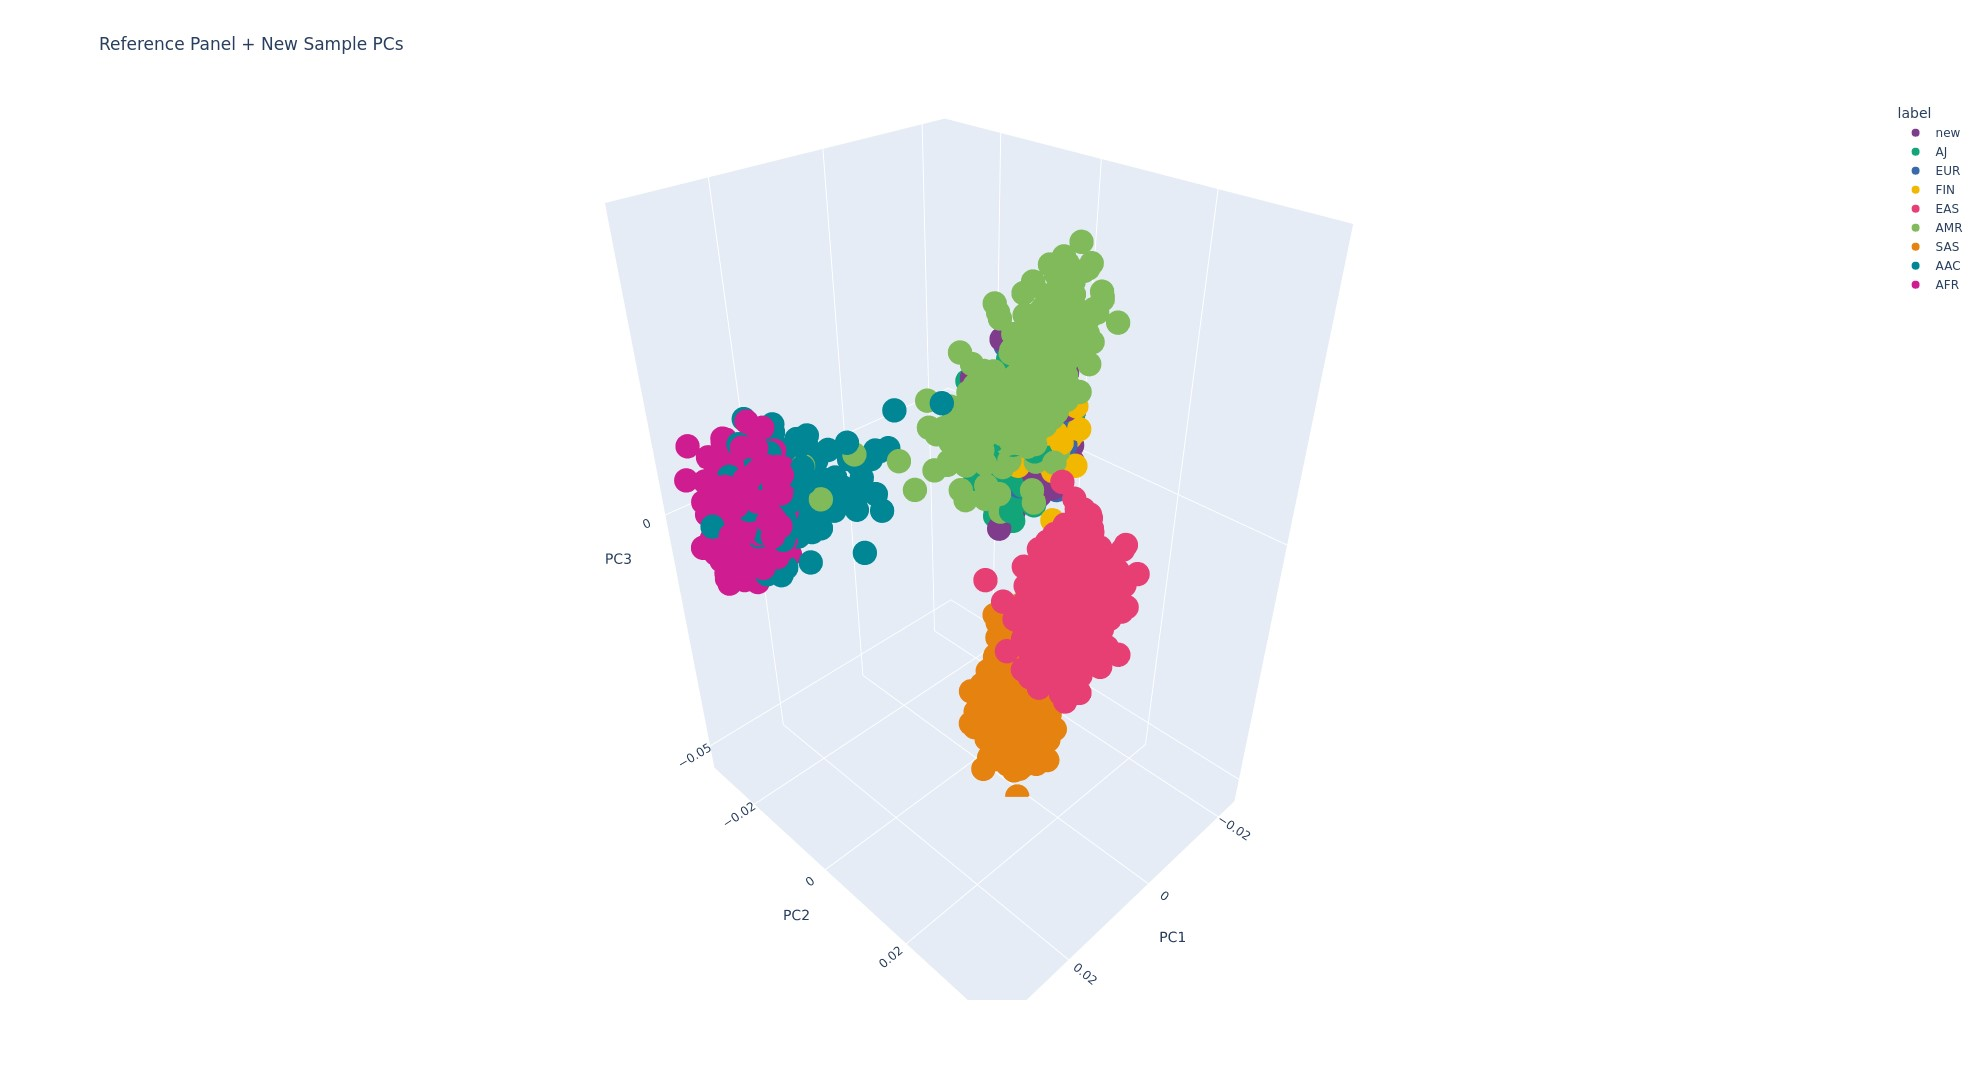 Reference Panel + New Sample PCs
label
new
AJ
EUR
FIN
EAS
AMR
SAS
AAC
AFR
0
PC3
−0.05
−0.02
0
PC2
0.02
−0.02
0
PC1
0.02